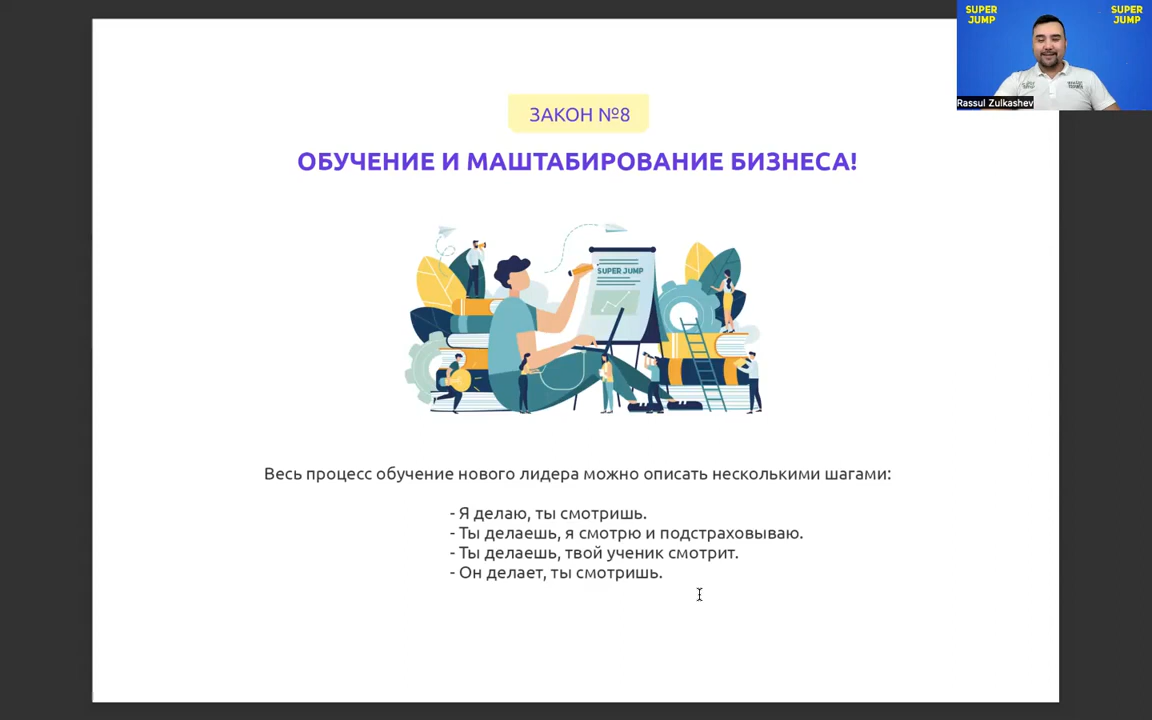 SUPER
JUMP
SUPER
JUMP
Rassul Zulkashev
ЗАКОН №8
ОБУЧЕНИЕ И МАШТАБИРОВАНИЕ БИЗНЕСА!
SUPER JUMP
Весь процесс обучение нового лидера можно описать несколькими шагами:
- Я делаю, ты смотришь.
- Ты делаешь, я смотрю и подстраховываю.
- Ты делаешь, твой ученик смотрит.
- Он делает, ты смотришь.